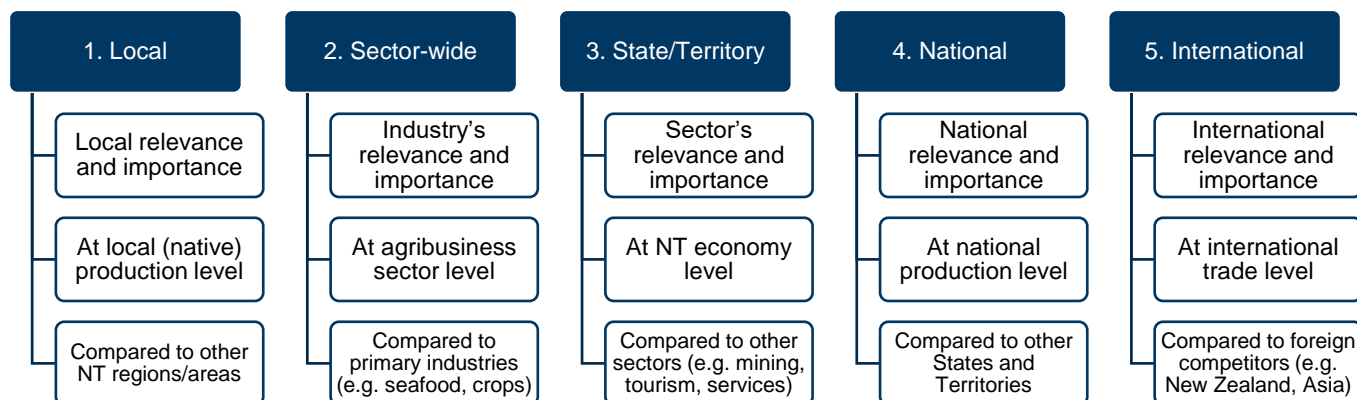 1. Local
Local relevance
and importance
At local (native)
production level
Compared to other
NT regions/areas
2. Sector-wide
Industry’s
relevance and
importance
At agribusiness
sector level
Compared to
primary industries
(e.g. seafood, crops)
3. State/Territory
Sector’s
relevance and
importance
At NT economy
level
Compared to other
sectors (e.g. mining,
tourism, services)
4. National
National
relevance and
importance
At national
production level
Compared to other
States and
Territories
5. International
International
relevance and
importance
At international
trade level
Compared to foreign
competitors (e.g.
New Zealand, Asia)